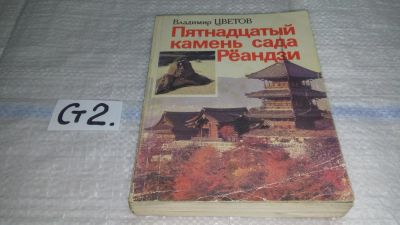 Владимир ЦВЕТОВ
Пятнадцатый
камень сада
Рёандзи
G2.